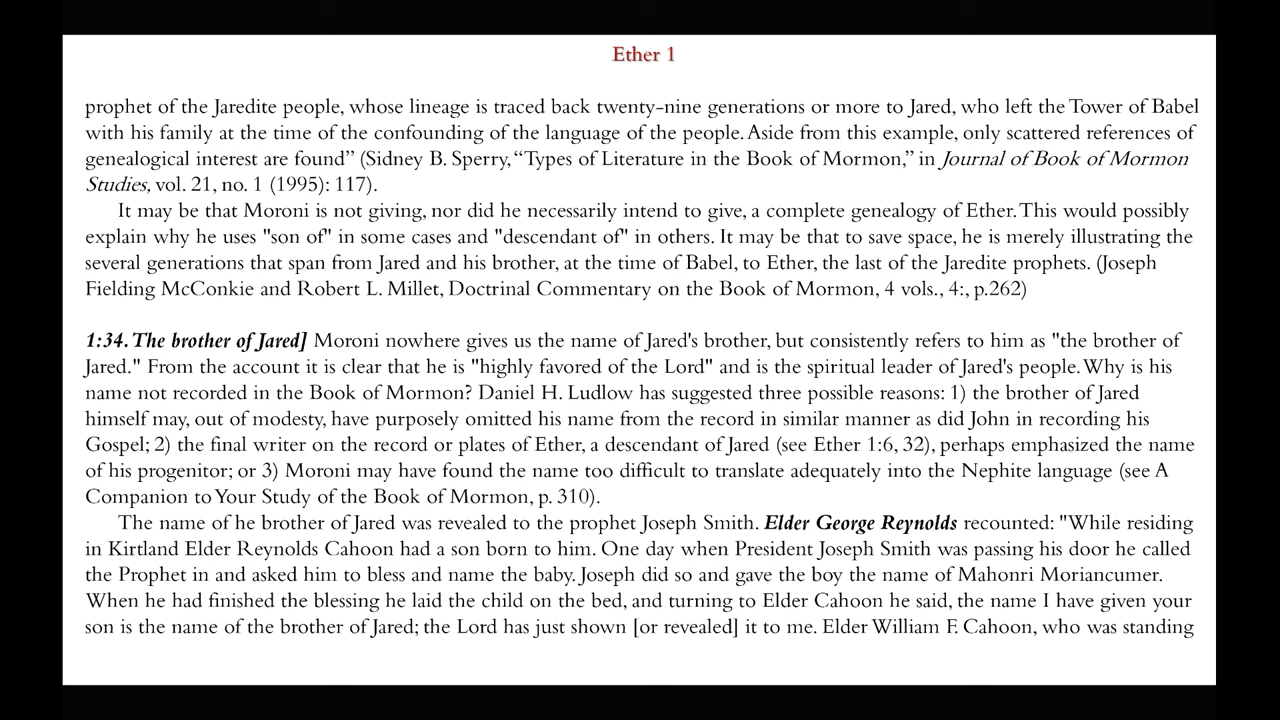 Ether 1
prophet of the Jaredite people, whose lineage is traced back twenty-nine generations or more to Jared, who left the Tower of Babel
with his family at the time of the confounding of the language of the people. Aside from this example, only scattered references of
genealogical interest are found” (Sidney B. Sperry, “Types of Literature in the Book of Mormon,” in Journal of Book of Mormon
Studies, vol. 21, no. 1 (1995): 117).
It may be that Moroni is not giving, nor did he necessarily intend to give, a complete genealogy of Ether. This would possibly
explain why he uses "son of" in some cases and "descendant of" in others. It may be that to save space, he is merely illustrating the
several generations that span from Jared and his brother, at the time of Babel, to Ether, the last of the Jaredite prophets. (Joseph
Fielding McConkie and Robert L. Millet, Doctrinal Commentary on the Book of Mormon, 4 vols., 4:, p.262)
1:34. The brother of Jared] Moroni nowhere gives us the name of Jared's brother, but consistently refers to him as "the brother of
Jared." From the account it is clear that he is "highly favored of the Lord" and is the spiritual leader of Jared's people. Why is his
name not recorded in the Book of Mormon? Daniel H. Ludlow has suggested three possible reasons: 1) the brother of Jared
himself may, out of modesty, have purposely omitted his name from the record in similar manner as did John in recording his
Gospel; 2) the final writer on the record or plates of Ether, a descendant of Jared (see Ether 1:6, 32), perhaps emphasized the name
of his progenitor; or 3) Moroni may have found the name too difficult to translate adequately into the Nephite language (see A
Companion to Your Study of the Book of Mormon, p. 310).
The name of he brother of Jared was revealed to the prophet Joseph Smith. Elder George Reynolds recounted: "While residing
in Kirtland Elder Reynolds Cahoon had a son born to him. One day when President Joseph Smith was passing his door he called
the Prophet in and asked him to bless and name the baby. Joseph did so and gave the boy the name of Mahonri Moriancumer.
When he had finished the blessing he laid the child on the bed, and turning to Elder Cahoon he said, the name I have given your
son is the name of the brother of Jared; the Lord has just shown [or revealed] it to me. Elder William F. Cahoon, who was standing